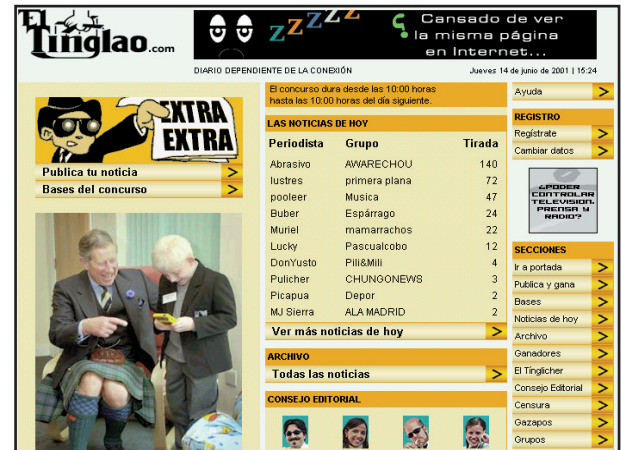 El Tinglao.com
zzzzz
¿ Cansado de ver
la misma página
en Internet...
DIARIO DEPENDIENTE DE LA CONEXIÓN
Jueves 14 de junio de 2001 | 15:24
EXTRA
EXTRA
Publica tu noticia >
Bases del concurso >
El concurso dura desde las 10:00 horas
hasta las 10:00 horas del día siguiente.
LAS NOTICIAS DE HOY
Periodista Grupo Tirada
Abrasivo AWARECHOU 140
lustres primera plana 72
pooleer Musica 47
Buber Espárrago 24
Muriel mamarrachos 22
Lucky Pascualcobo 12
DonYusto Pili&Mili 4
Pulicher CHUNGONEWS 3
Picapua Depor 2
MJ Sierra ALA MADRID 2
Ver más noticias de hoy >
ARCHIVO
Todas las noticias >
CONSEJO EDITORIAL
Ayuda >
REGISTRO
Regístrate >
Cambiar datos >
¿PODER
CONTROLAR
TELEVISION,
PRENSA Y
RADIO?
SECCIONES
Ir a portada >
Publica y gana >
Bases >
Noticias de hoy >
Archivo >
Ganadores >
El Tínglicher >
Consejo Editorial >
Censura >
Gazapos >
Grupos >